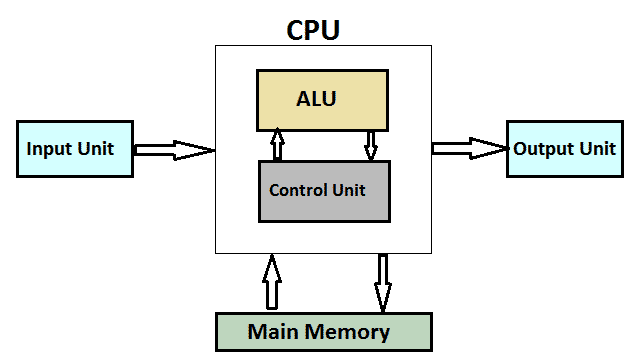 CPU
ALU
Input Unit
Output Unit
Control Unit
Main Memory